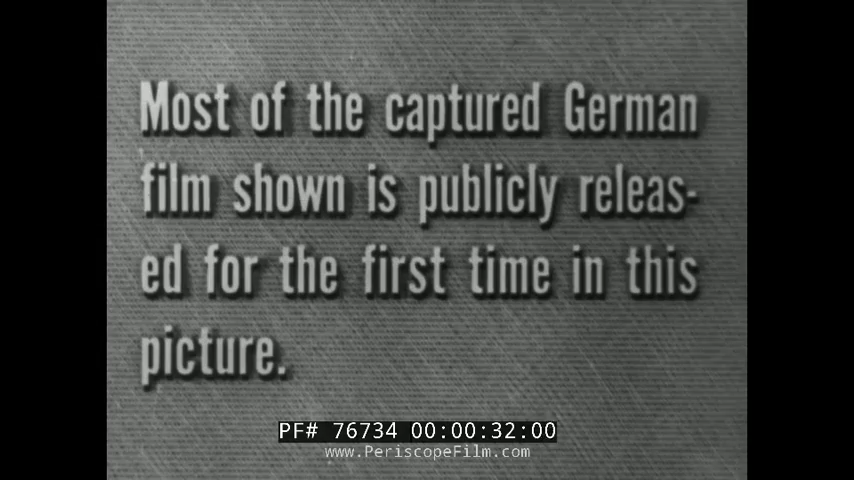 Most of the captured German
film shown is publicly releas-
ed for the first time in this
picture.
PF# 76734 00:00:32:00
www.PeriscopeFilm.com